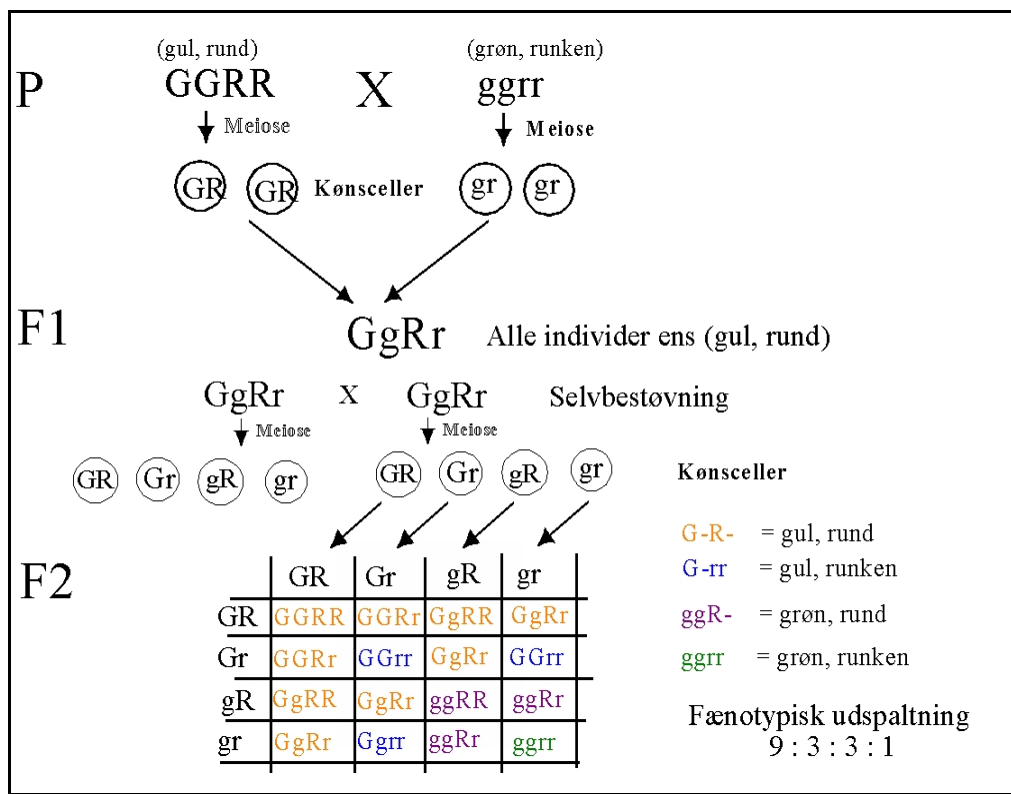 (gul, rund) (grøn, runken)
P GGRR X ggrr
Meiose Meiose
GR GR Kønsceller gr gr
F1 GgRr Alle individer ens (gul, rund)
GgRr X GgRr Selvbestøvning
Meiose Meiose
GR Gr gR gr GR Gr gR gr Kønsceller
F2
GR Gr gR gr
GR GGRR GGRr GgRR GgRr
Gr GGRr GGrr GgRr GGrr
gR GgRR GgRr ggRR ggRr
gr GgRr Ggrr ggRr ggrr
G-R- = gul, rund
G-rr = gul, runken
ggR- = grøn, rund
ggrr = grøn, runken
Fænotypisk udspaltning
9 : 3 : 3 : 1